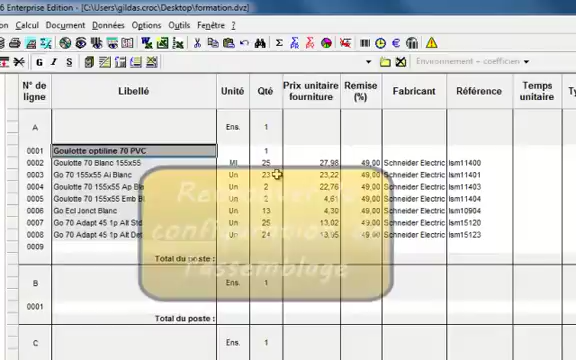 6 Enterprise Edition - [C:\Users\gildas.croc\Desktop\formation.dvz]
on Calcul Document Données Options Fenêtre ?
G I S Environnement + coefficien
N° de ligne Libellé Unité Qté Prix unitaire fourniture Remise (%) Fabricant Référence Temps unitaire Ty
A Ens. 1
0001 Goulotte optiline 70 PVC 1
0002 Goulotte 70 Blanc 155x55 Ml 25 27,98 49,00 Schneider Electric ism11400
0003 Go 70 155x55 Ai Blanc Un 23 23,22 49,00 Schneider Electric ism11401
0004 Goulotte 70 155x55 Ap Bla Un 2 22,76 49,00 Schneider Electric ism11403
0005 Goulotte 70 155x55 Emb Bl Un 2 4,61 49,00 Schneider Electric ism11404
0006 Go Ecl Jonct Blanc Un 13 4,30 49,00 Schneider Electric ism10904
0007 Go 70 Adapt 45 1p Alt Std Un 25 13,02 49,00 Schneider Electric ism15120
0008 Go 70 Adapt 45 1p Alt Det Un 24 13,95 49,00 Schneider Electric ism15123
0009
Total du poste :
l'assemblage
B Ens. 1
0001
Total du poste :
C Ens. 1